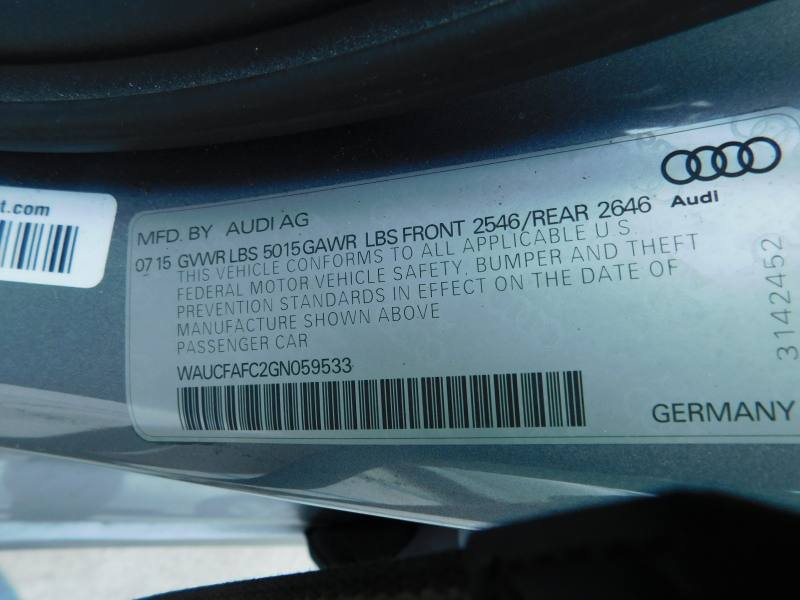 t.com
Audi
MFD. BY AUDI AG
07 15 GVWR LBS 5015 GAWR LBS FRONT 2546/REAR 2646
THIS VEHICLE CONFORMS TO ALL APPLICABLE U S
FEDERAL MOTOR VEHICLE SAFETY, BUMPER AND THEFT
PREVENTION STANDARDS IN EFFECT ON THE DATE OF
MANUFACTURE SHOWN ABOVE
PASSENGER CAR
WAUCFAFC2GN059533
GERMANY
3142452